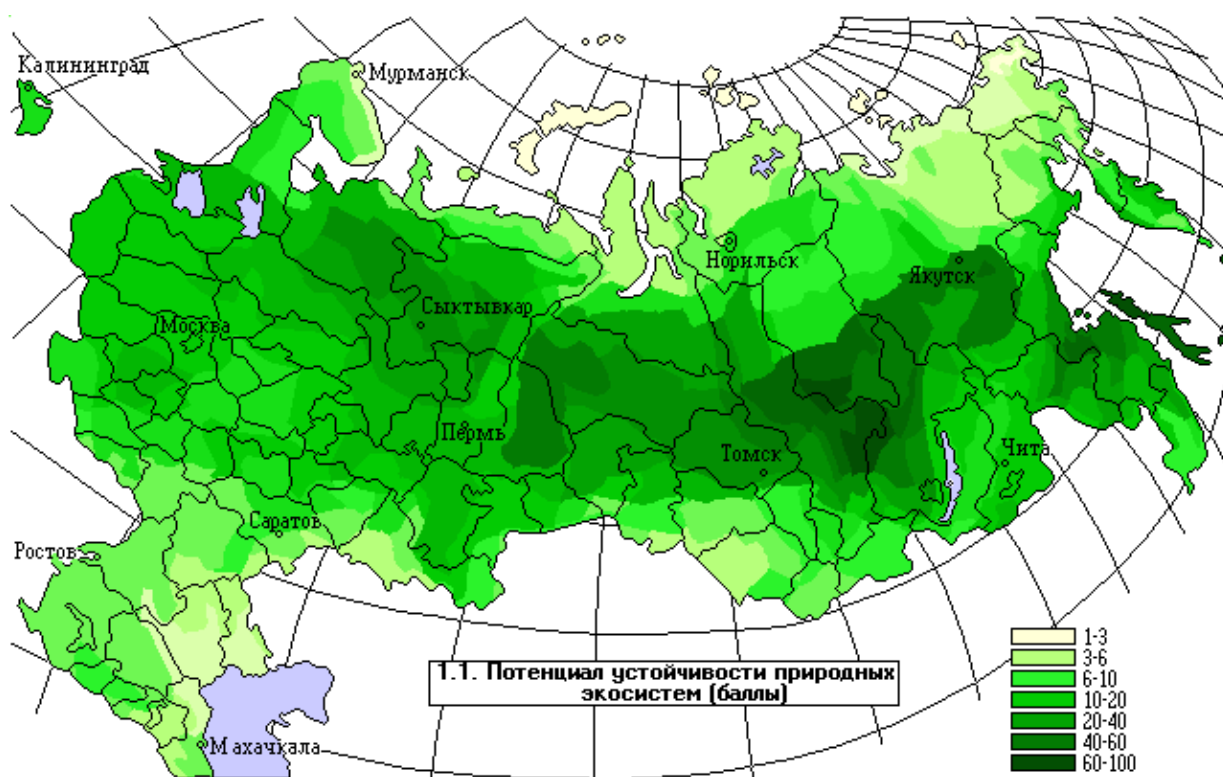 Калининград
Мурманск
Норильск
Якутск
Сыктывкар
Москва
Пермь
Томск
Чита
Саратов
Ростов
Махачкала
1.1. Потенциал устойчивости природных
экосистем (баллы)
1-3
3-6
6-10
10-20
20-40
40-60
60-100